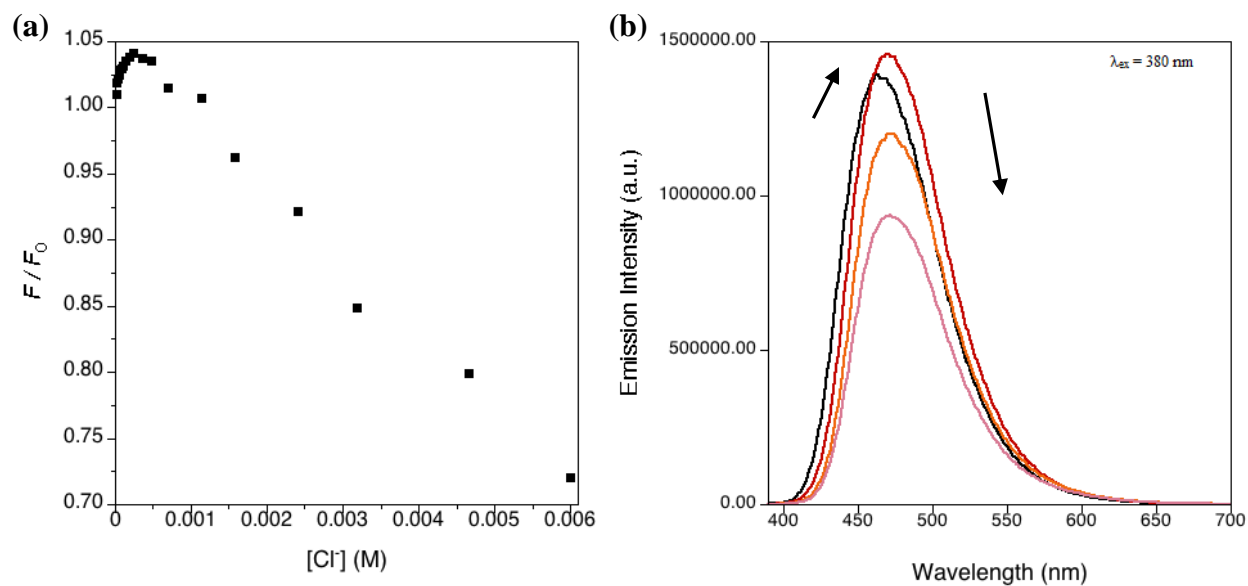 (a)
1.05
1.00
0.95
0.90
0.85
0.80
0.75
0.70
F / F₀
0 0.001 0.002 0.003 0.004 0.005 0.006
[Cl⁻] (M)
(b)
1500000.00
1000000.00
500000.00
0.00
Emission Intensity (a.u.)
λex = 380 nm
400 450 500 550 600 650 700
Wavelength (nm)